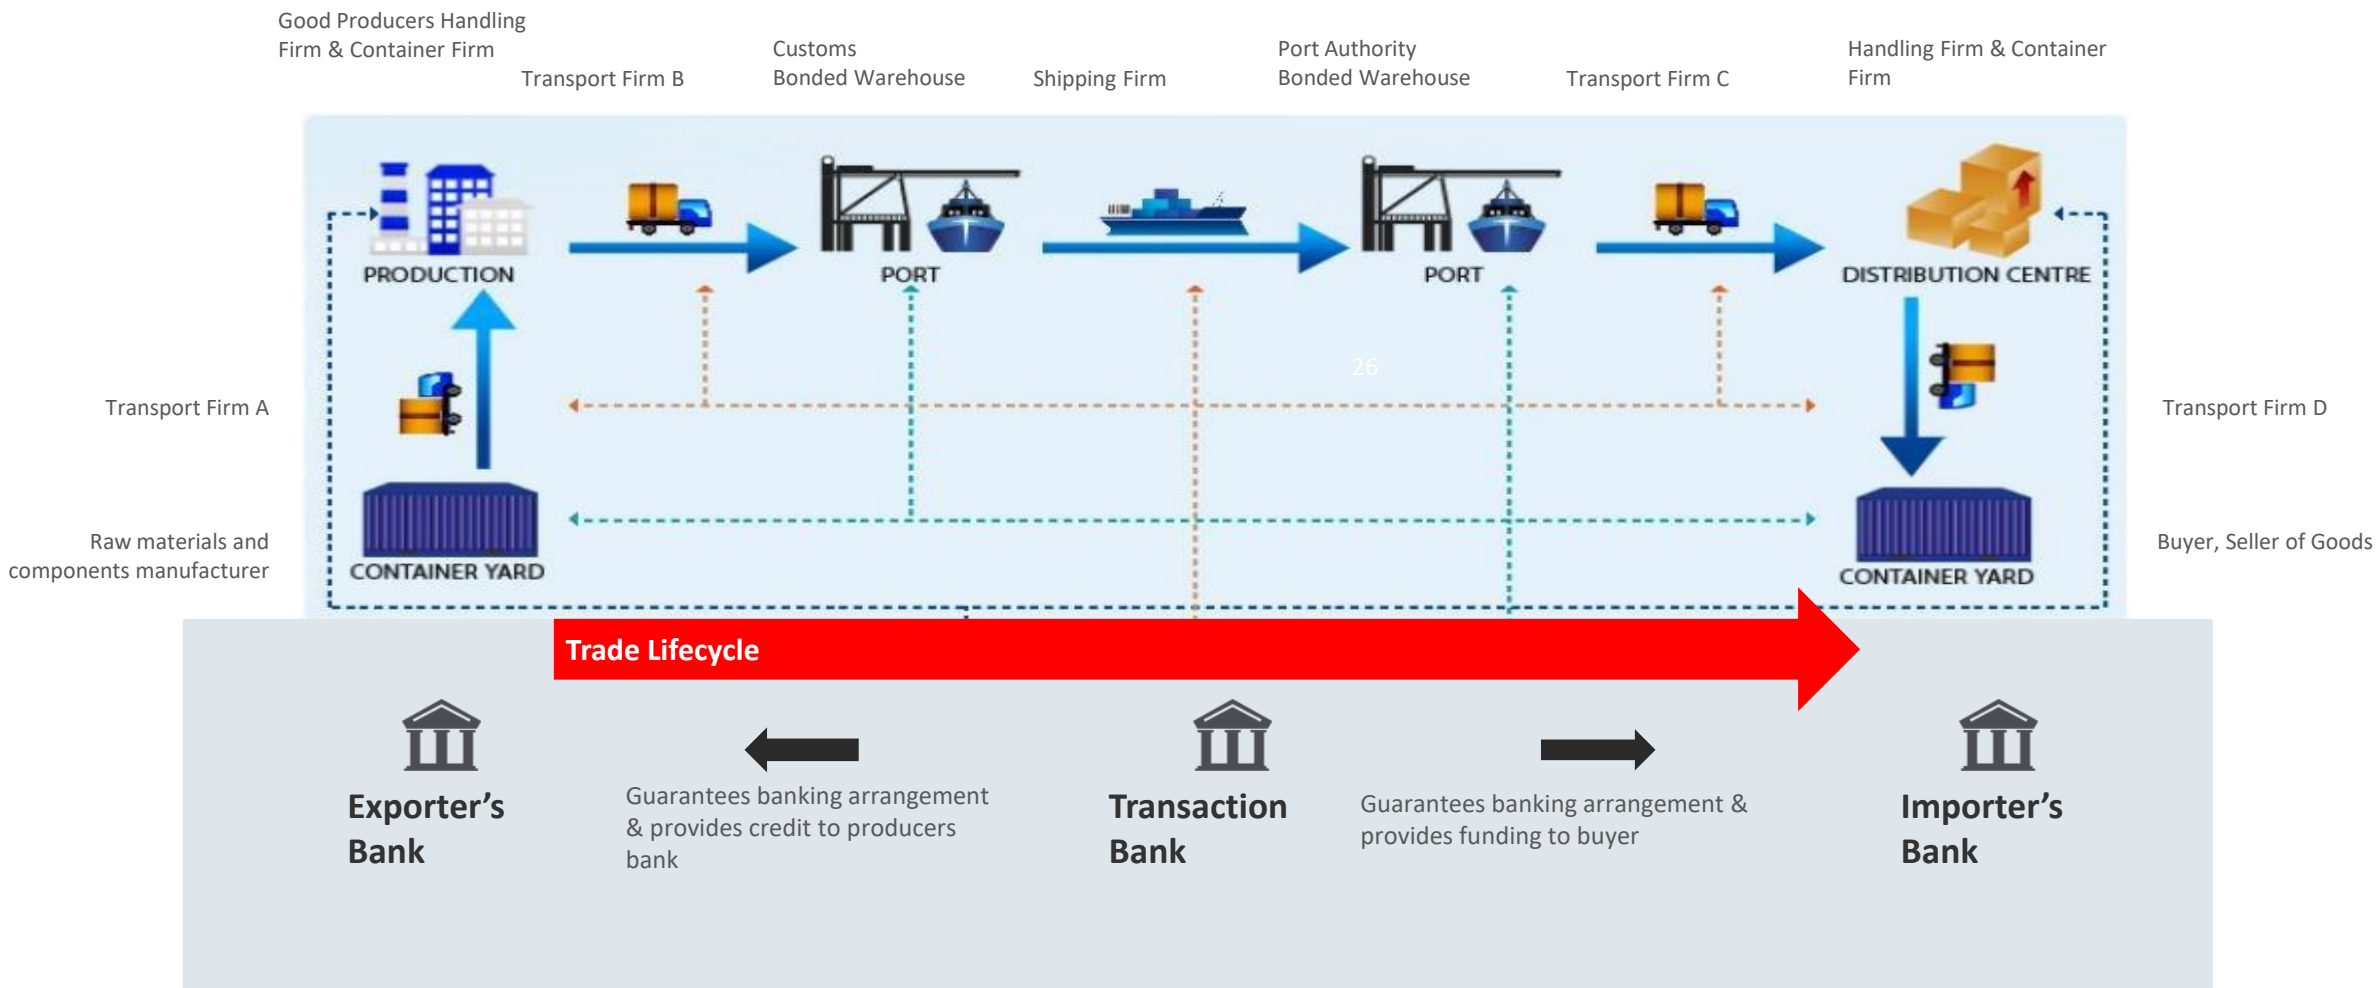 Good Producers Handling
Firm & Container Firm
Transport Firm B
Customs
Bonded Warehouse
Shipping Firm
Port Authority
Bonded Warehouse
Transport Firm C
Handling Firm & Container
Firm
PRODUCTION
PORT
PORT
DISTRIBUTION CENTRE
26
Transport Firm A
Transport Firm D
Raw materials and
components manufacturer
CONTAINER YARD
CONTAINER YARD
Buyer, Seller of Goods
Trade Lifecycle
Exporter’s
Bank
Guarantees banking arrangement
& provides credit to producers
bank
Transaction
Bank
Guarantees banking arrangement &
provides funding to buyer
Importer’s
Bank